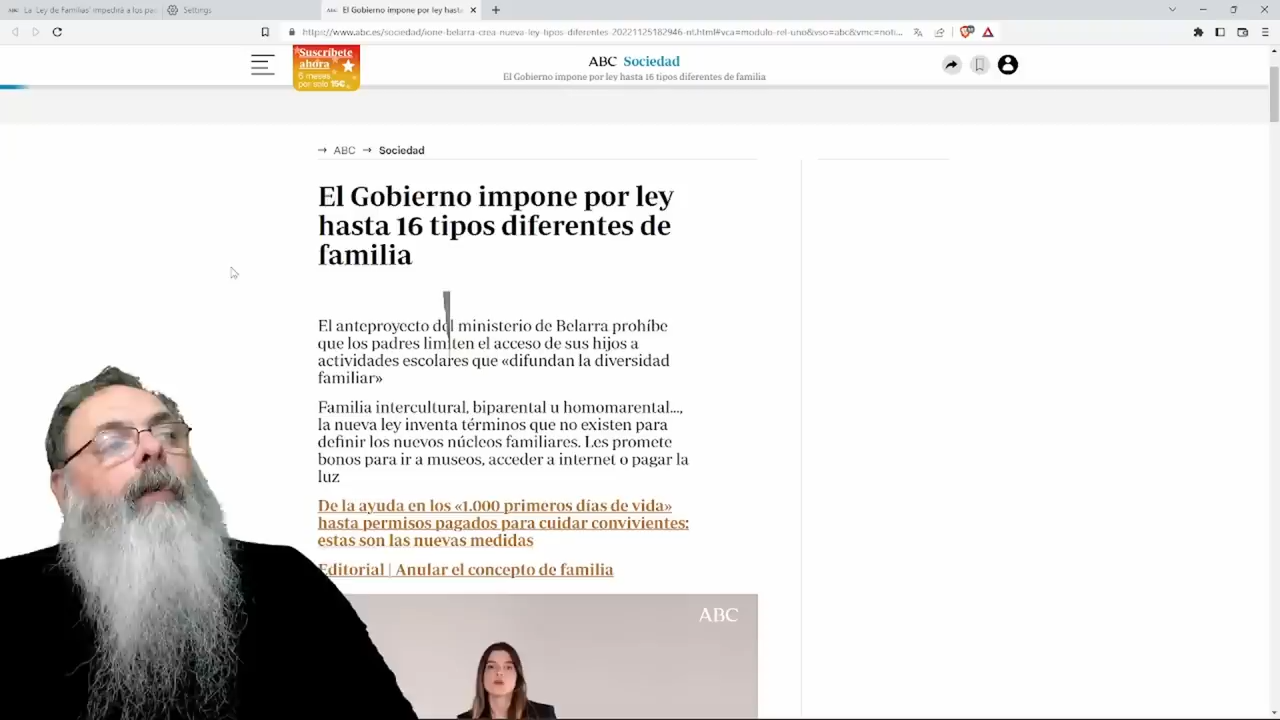 La 'Ley de Familias' impedirá a los pa
Settings
El Gobierno impone por ley hasta
https://www.abc.es/sociedad/ione-belarra-crea-nueva-ley-tipos-diferentes-20221125182946-nt.html#vca=modulo-rel-uno&vso=abc&vmc=noti...
Suscríbete
ahora
6 meses
por solo 15€
ABC Sociedad
El Gobierno impone por ley hasta 16 tipos diferentes de familia
→ ABC → Sociedad
El Gobierno impone por ley
hasta 16 tipos diferentes de
familia
El anteproyecto del ministerio de Belarra prohíbe
que los padres limiten el acceso de sus hijos a
actividades escolares que «difundan la diversidad
familiar»
Familia intercultural, biparental u homomarental...,
la nueva ley inventa términos que no existen para
definir los nuevos núcleos familiares. Les promete
bonos para ir a museos, acceder a internet o pagar la
luz
De la ayuda en los «1.000 primeros días de vida»
hasta permisos pagados para cuidar convivientes:
estas son las nuevas medidas
Editorial | Anular el concepto de familia
ABC